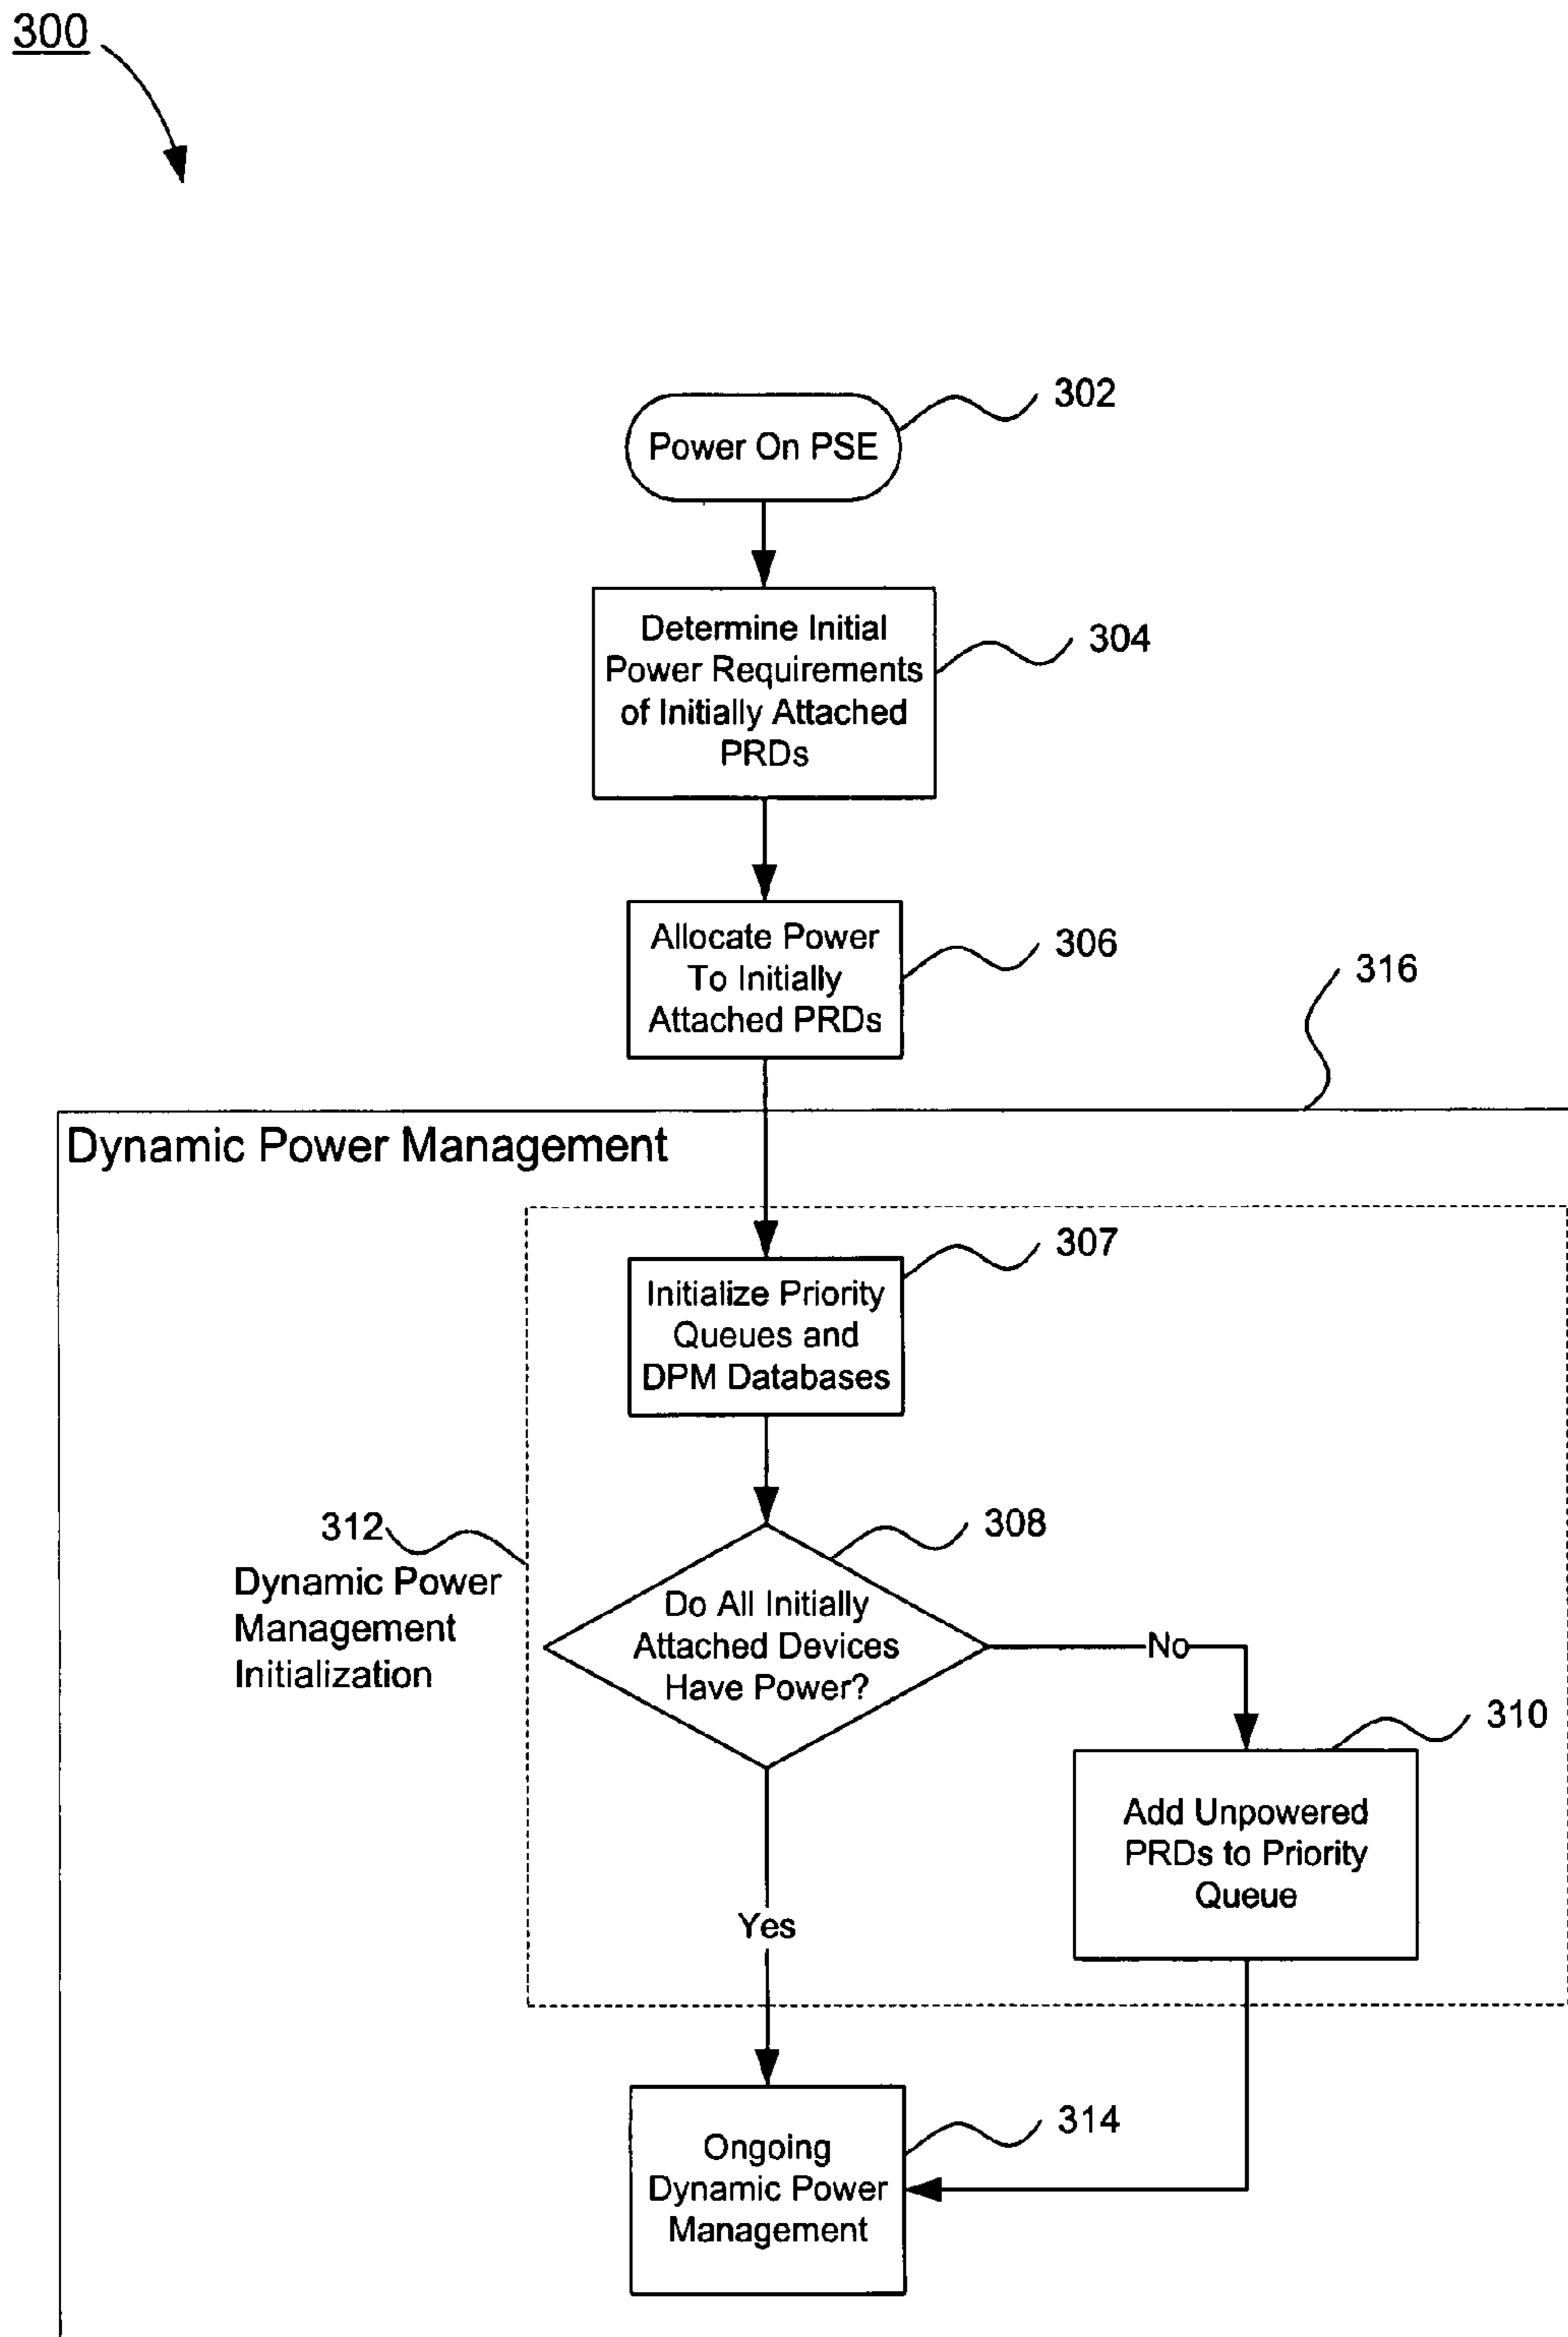 300
302
Power On PSE
Determine Initial
Power Requirements
of Initially Attached
PRDs
304
Allocate Power
To Initially
Attached PRDs
306
316
Dynamic Power Management
307
Initialize Priority
Queues and
DPM Databases
312
Dynamic Power
Management
Initialization
308
Do All Initially
Attached Devices
Have Power?
No
310
Add Unpowered
PRDs to Priority
Queue
Yes
314
Ongoing
Dynamic Power
Management